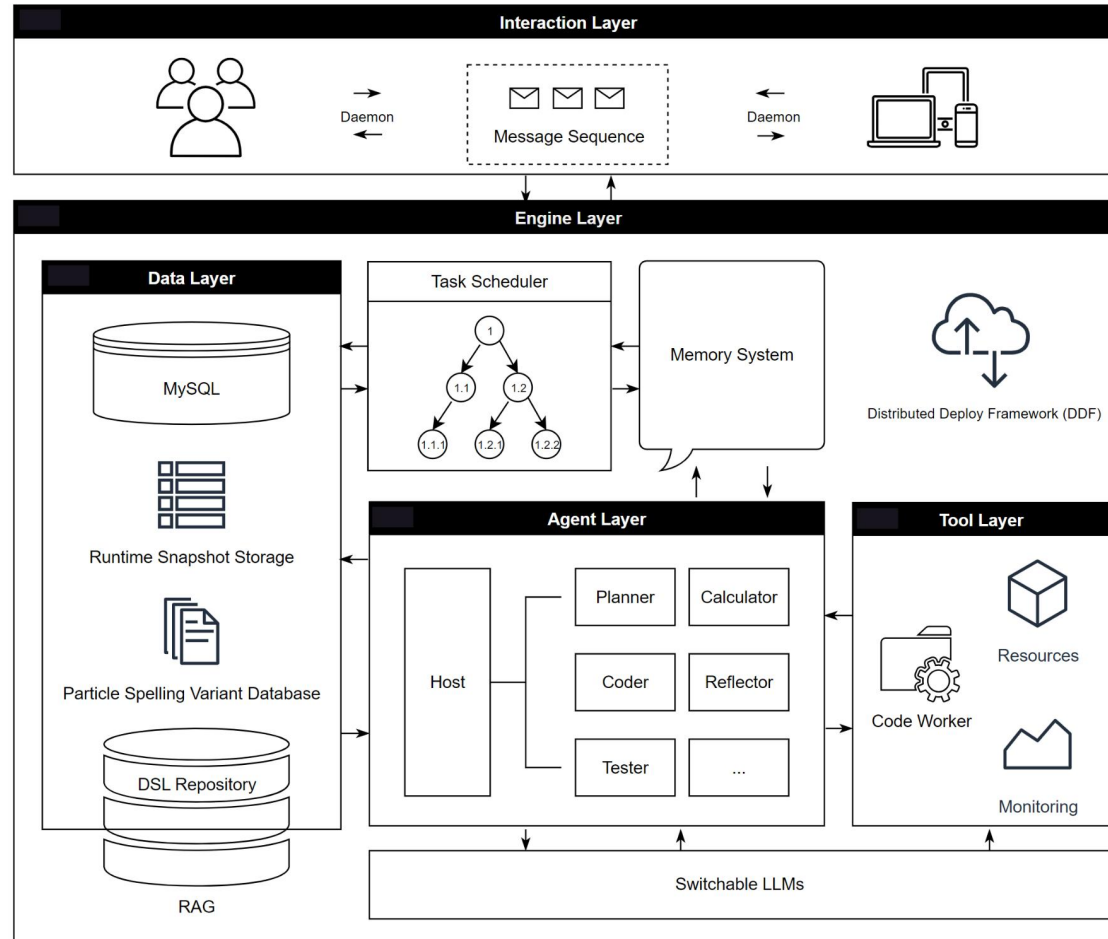 Interaction Layer
Daemon
Message Sequence
Daemon
Engine Layer
Data Layer
MySQL
Runtime Snapshot Storage
Particle Spelling Variant Database
DSL Repository
RAG
Task Scheduler
1
1.1
1.2
1.1.1
1.2.1
1.2.2
Memory System
Distributed Deploy Framework (DDF)
Agent Layer
Host
Planner
Calculator
Coder
Reflector
Tester
...
Tool Layer
Resources
Code Worker
Monitoring
Switchable LLMs